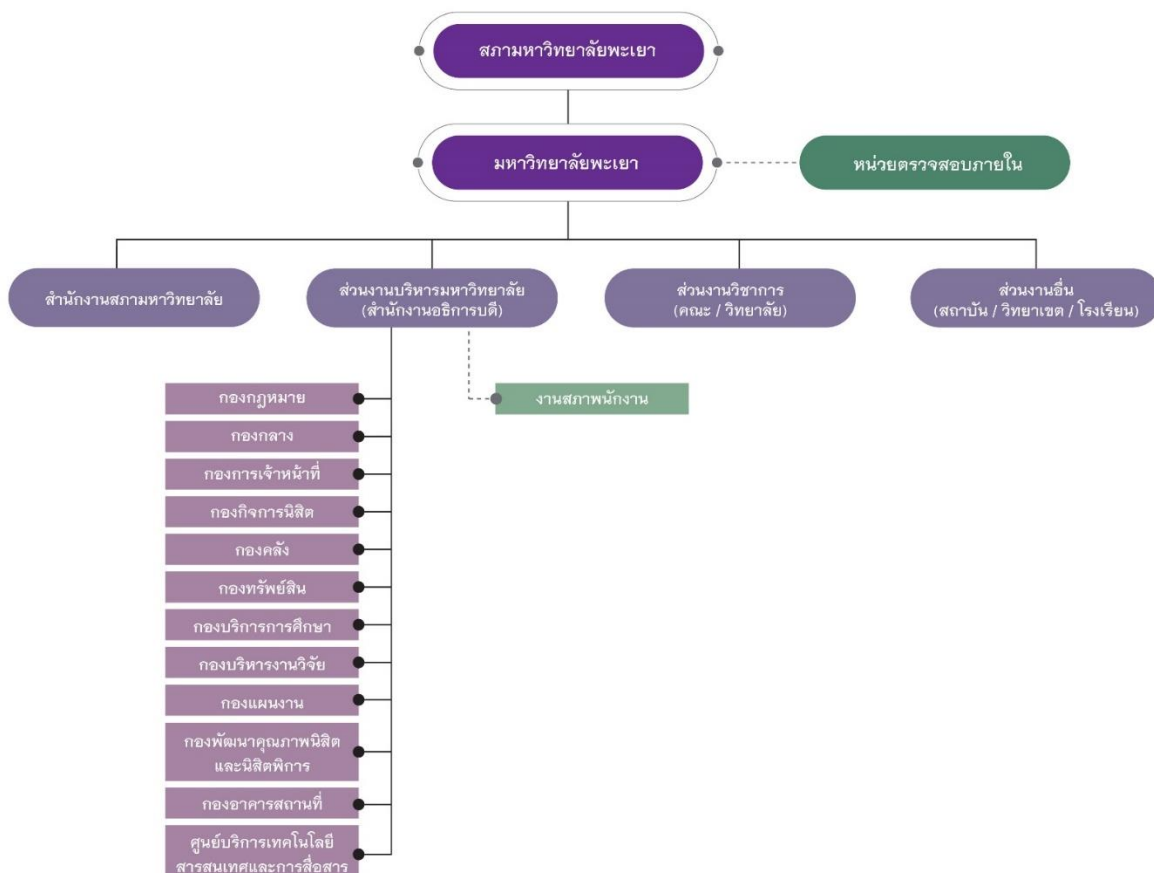 สภามหาวิทยาลัยพะเยา
มหาวิทยาลัยพะเยา
หน่วยตรวจสอบภายใน
สำนักงานสภามหาวิทยาลัย
ส่วนงานบริหารมหาวิทยาลัย
(สำนักงานอธิการบดี)
ส่วนงานวิชาการ
(คณะ / วิทยาลัย)
ส่วนงานอื่น
(สถาบัน / วิทยาเขต / โรงเรียน)
กองกฎหมาย
งานสภาพนักงาน
กองกลาง
กองการเจ้าหน้าที่
กองกิจการนิสิต
กองคลัง
กองทรัพย์สิน
กองบริการการศึกษา
กองบริหารงานวิจัย
กองแผนงาน
กองพัฒนาคุณภาพนิสิต
และนิสิตพิการ
กองอาคารสถานที่
ศูนย์บริการเทคโนโลยี
สารสนเทศและการสื่อสาร